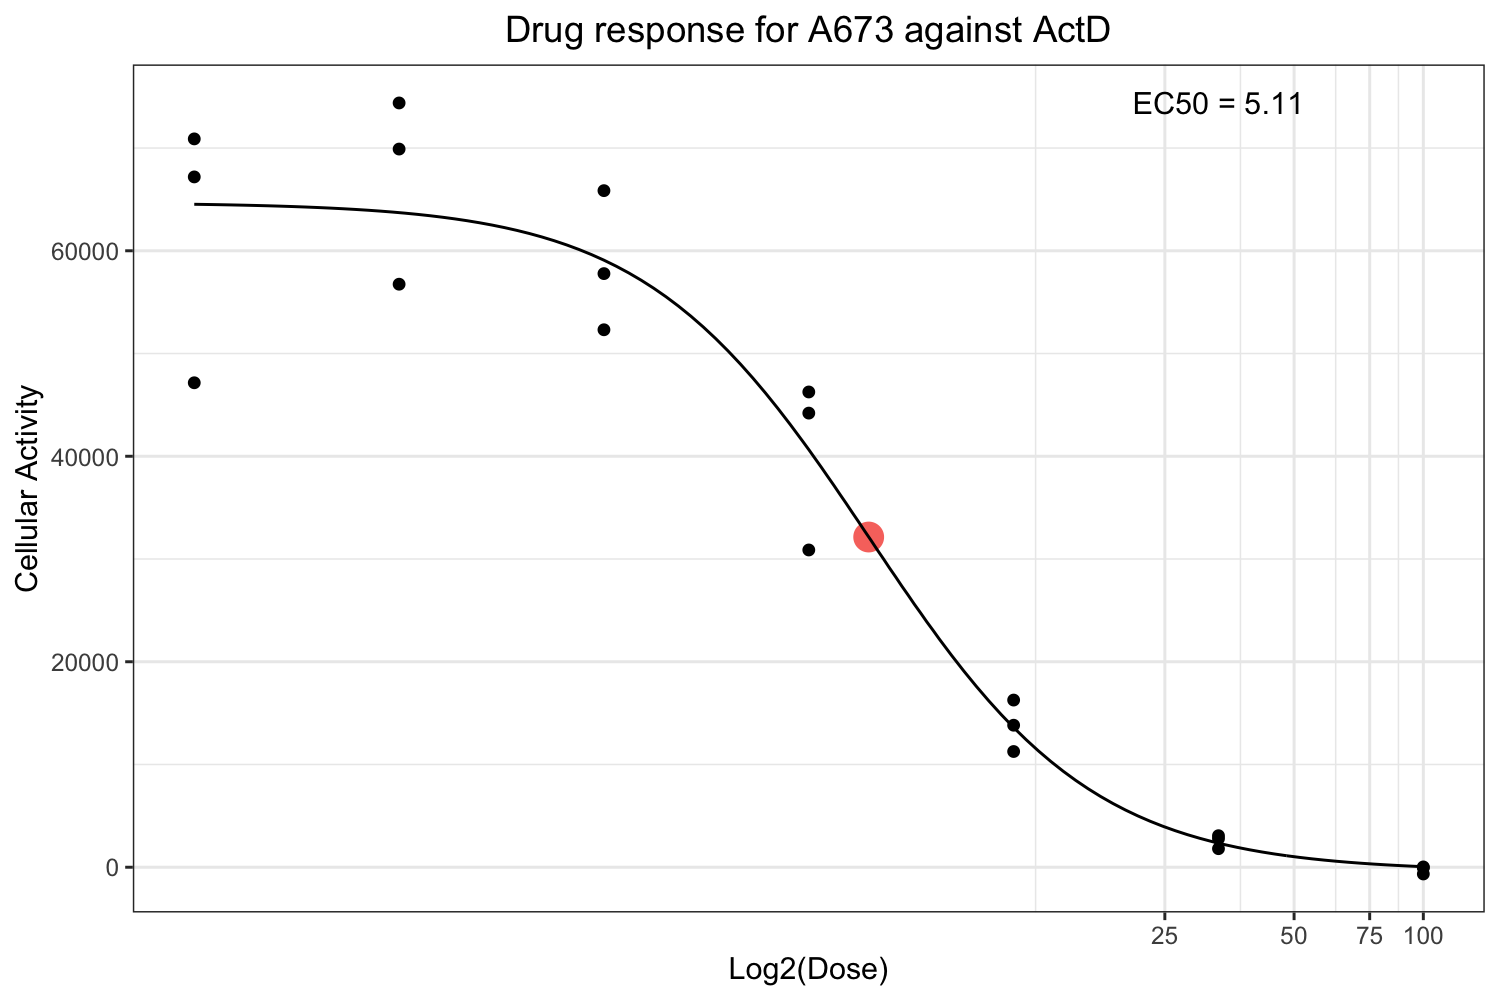 Drug response for A673 against ActD
EC50 = 5.11
60000
40000
20000
0
Cellular Activity
25 50 75 100
Log2(Dose)